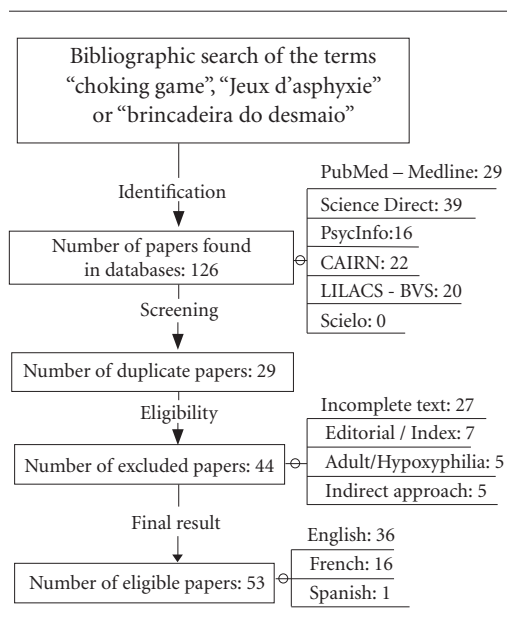 Bibliographic search of the terms
“choking game”, “Jeux d’asphyxie”
or “brincadeira do desmaio”
Identification
Number of papers found
in databases: 126
PubMed – Medline: 29
Science Direct: 39
PsycInfo:16
CAIRN: 22
LILACS - BVS: 20
Scielo: 0
Screening
Number of duplicate papers: 29
Eligibility
Number of excluded papers: 44
Incomplete text: 27
Editorial / Index: 7
Adult/Hypoxyphilia: 5
Indirect approach: 5
Final result
Number of eligible papers: 53
English: 36
French: 16
Spanish: 1